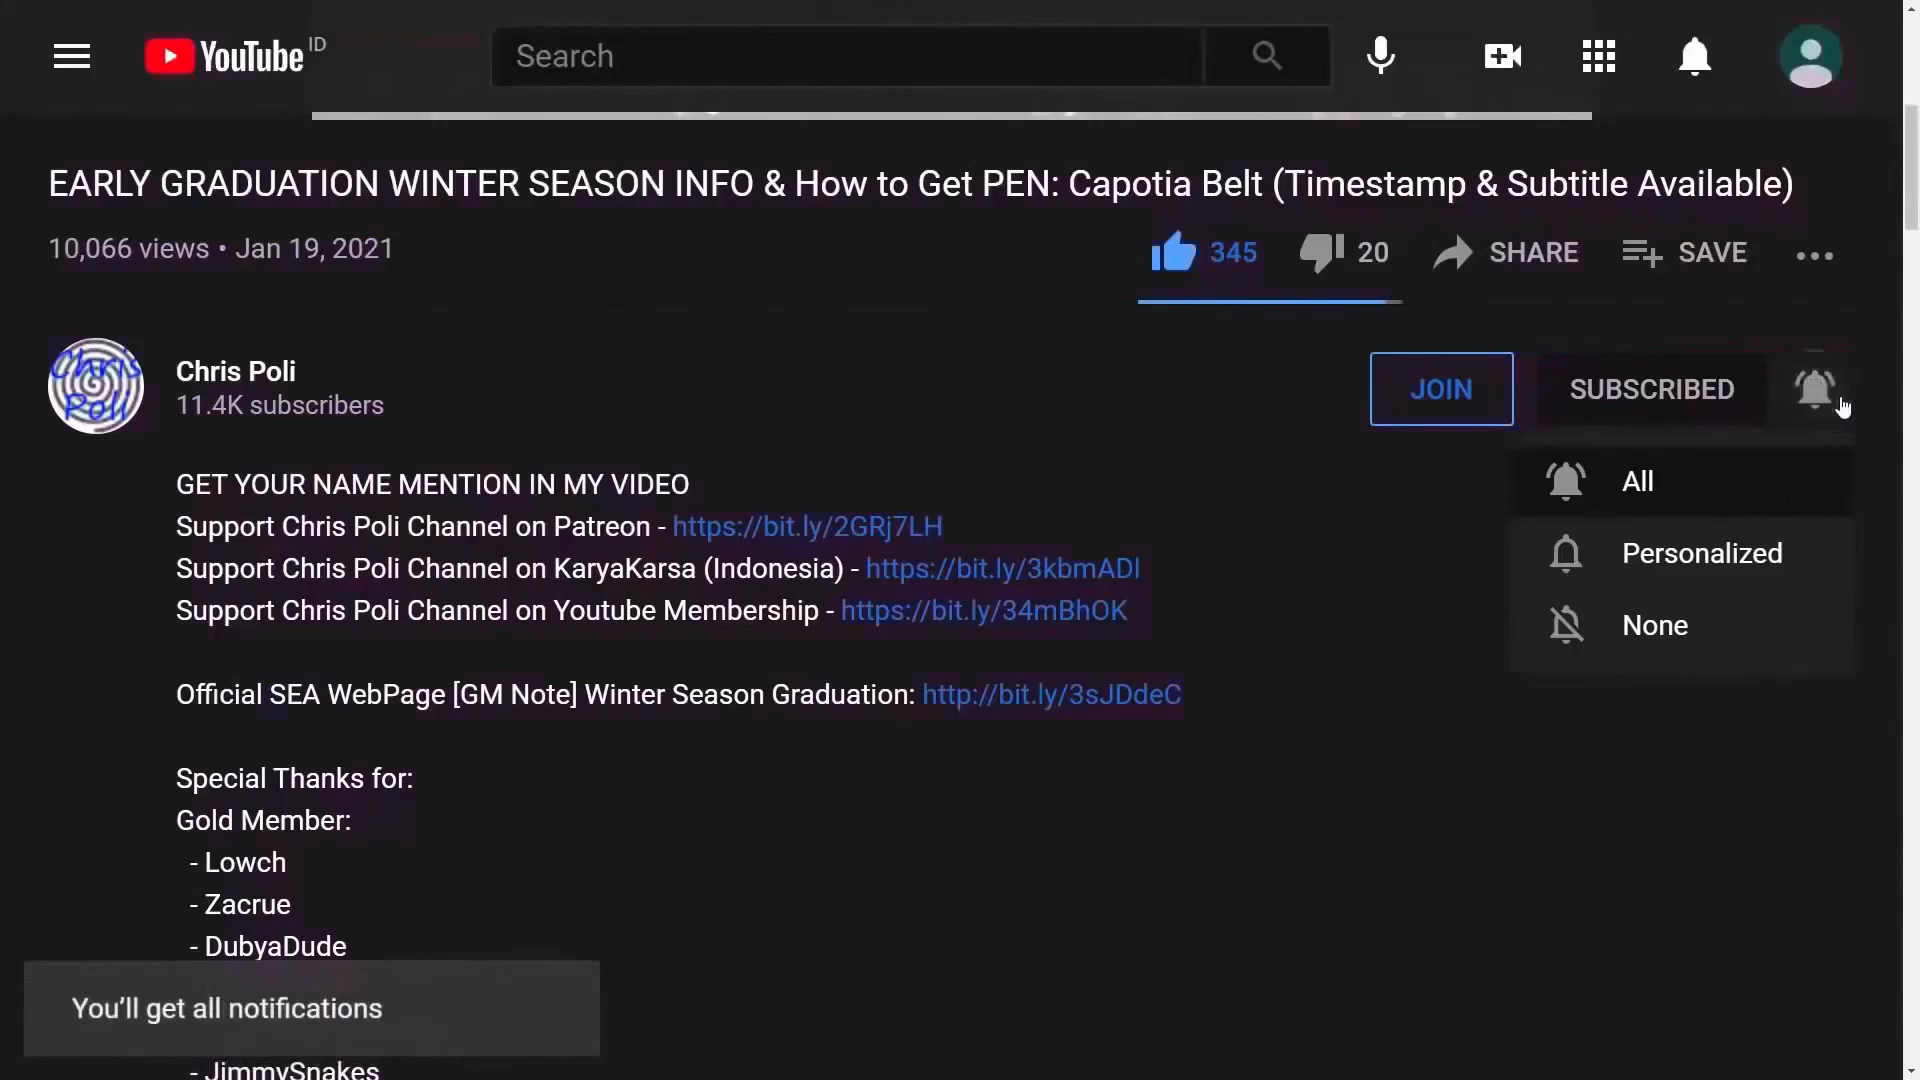 YouTube ID
Search
EARLY GRADUATION WINTER SEASON INFO & How to Get PEN: Capotia Belt (Timestamp & Subtitle Available)
10,066 views • Jan 19, 2021
345 20 SHARE SAVE
Chris Poli
Chris Poli
11.4K subscribers
JOIN SUBSCRIBED
All
Personalized
None
GET YOUR NAME MENTION IN MY VIDEO
Support Chris Poli Channel on Patreon - https://bit.ly/2GRj7LH
Support Chris Poli Channel on KaryaKarsa (Indonesia) - https://bit.ly/3kbmADl
Support Chris Poli Channel on Youtube Membership - https://bit.ly/34mBhOK
Official SEA WebPage [GM Note] Winter Season Graduation: http://bit.ly/3sJDdeC
Special Thanks for:
Gold Member:
- Lowch
- Zacrue
- DubyaDude
You’ll get all notifications
- JimmySnakes